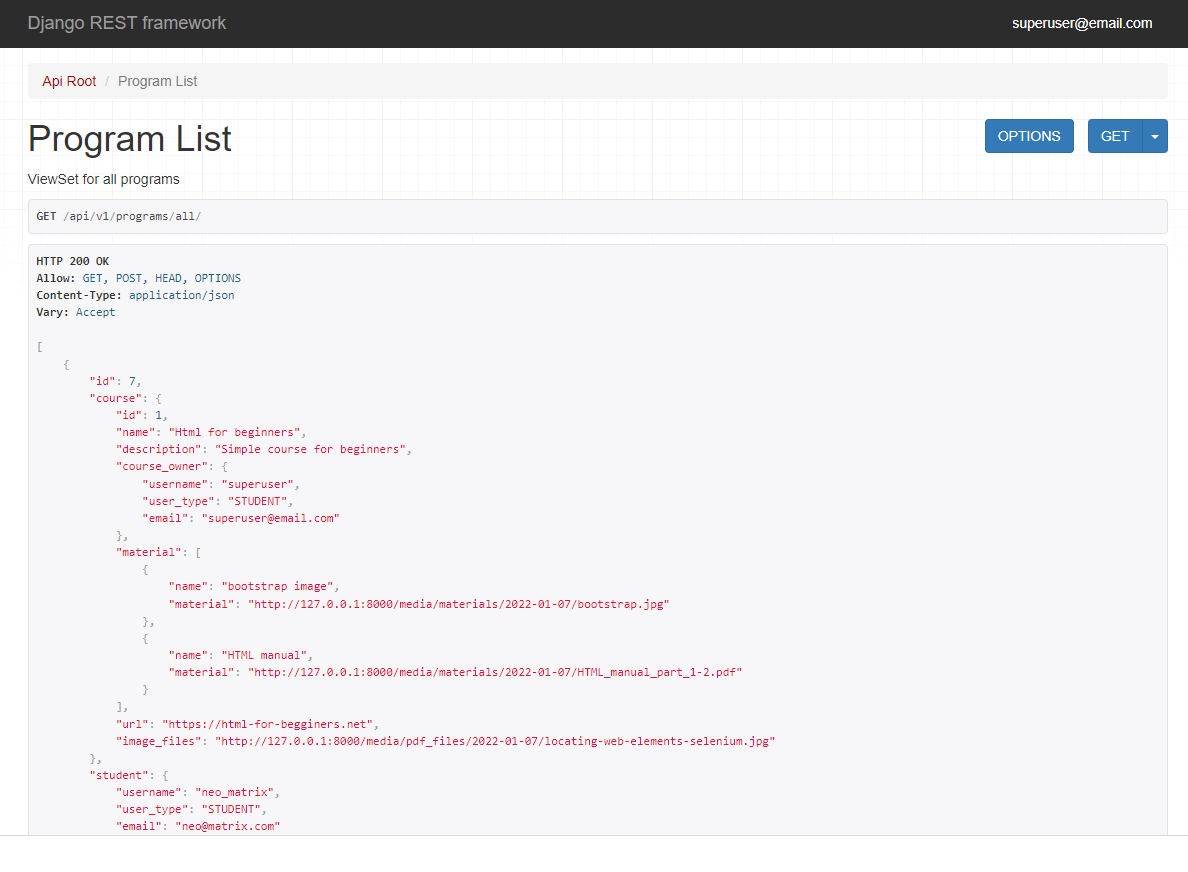 Django REST framework superuser@email.com
Api Root / Program List
Program List OPTIONS GET
ViewSet for all programs
GET /api/v1/programs/all/
HTTP 200 OK
Allow: GET, POST, HEAD, OPTIONS
Content-Type: application/json
Vary: Accept
[
    {
        "id": 7,
        "course": {
            "id": 1,
            "name": "Html for beginners",
            "description": "Simple course for beginners",
            "course_owner": {
                "username": "superuser",
                "user_type": "STUDENT",
                "email": "superuser@email.com"
            },
            "material": [
                {
                    "name": "bootstrap image",
                    "material": "http://127.0.0.1:8000/media/materials/2022-01-07/bootstrap.jpg"
                },
                {
                    "name": "HTML manual",
                    "material": "http://127.0.0.1:8000/media/materials/2022-01-07/HTML_manual_part_1-2.pdf"
                }
            ],
            "url": "https://html-for-begginers.net",
            "image_files": "http://127.0.0.1:8000/media/pdf_files/2022-01-07/locating-web-elements-selenium.jpg"
        },
        "student": {
            "username": "neo_matrix",
            "user_type": "STUDENT",
            "email": "neo@matrix.com"